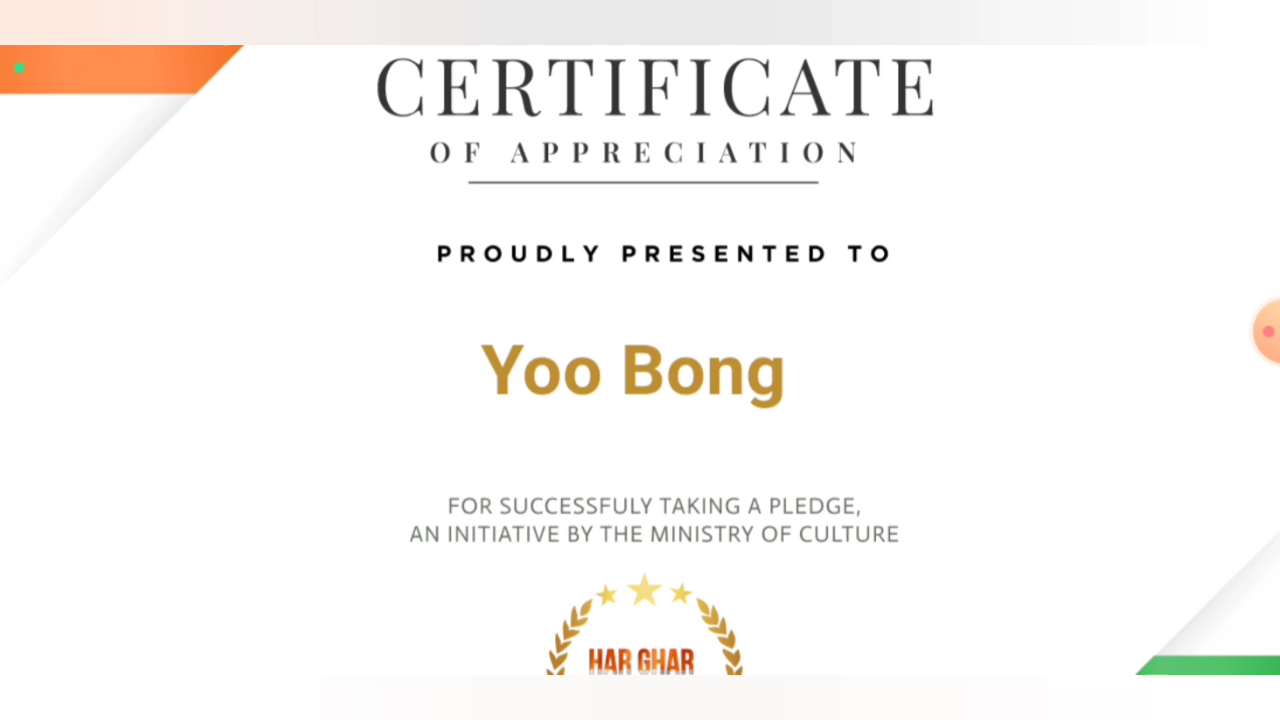 CERTIFICATE
OF APPRECIATION
PROUDLY PRESENTED TO
Yoo Bong
FOR SUCCESSFULY TAKING A PLEDGE,
AN INITIATIVE BY THE MINISTRY OF CULTURE
HAR GHAR